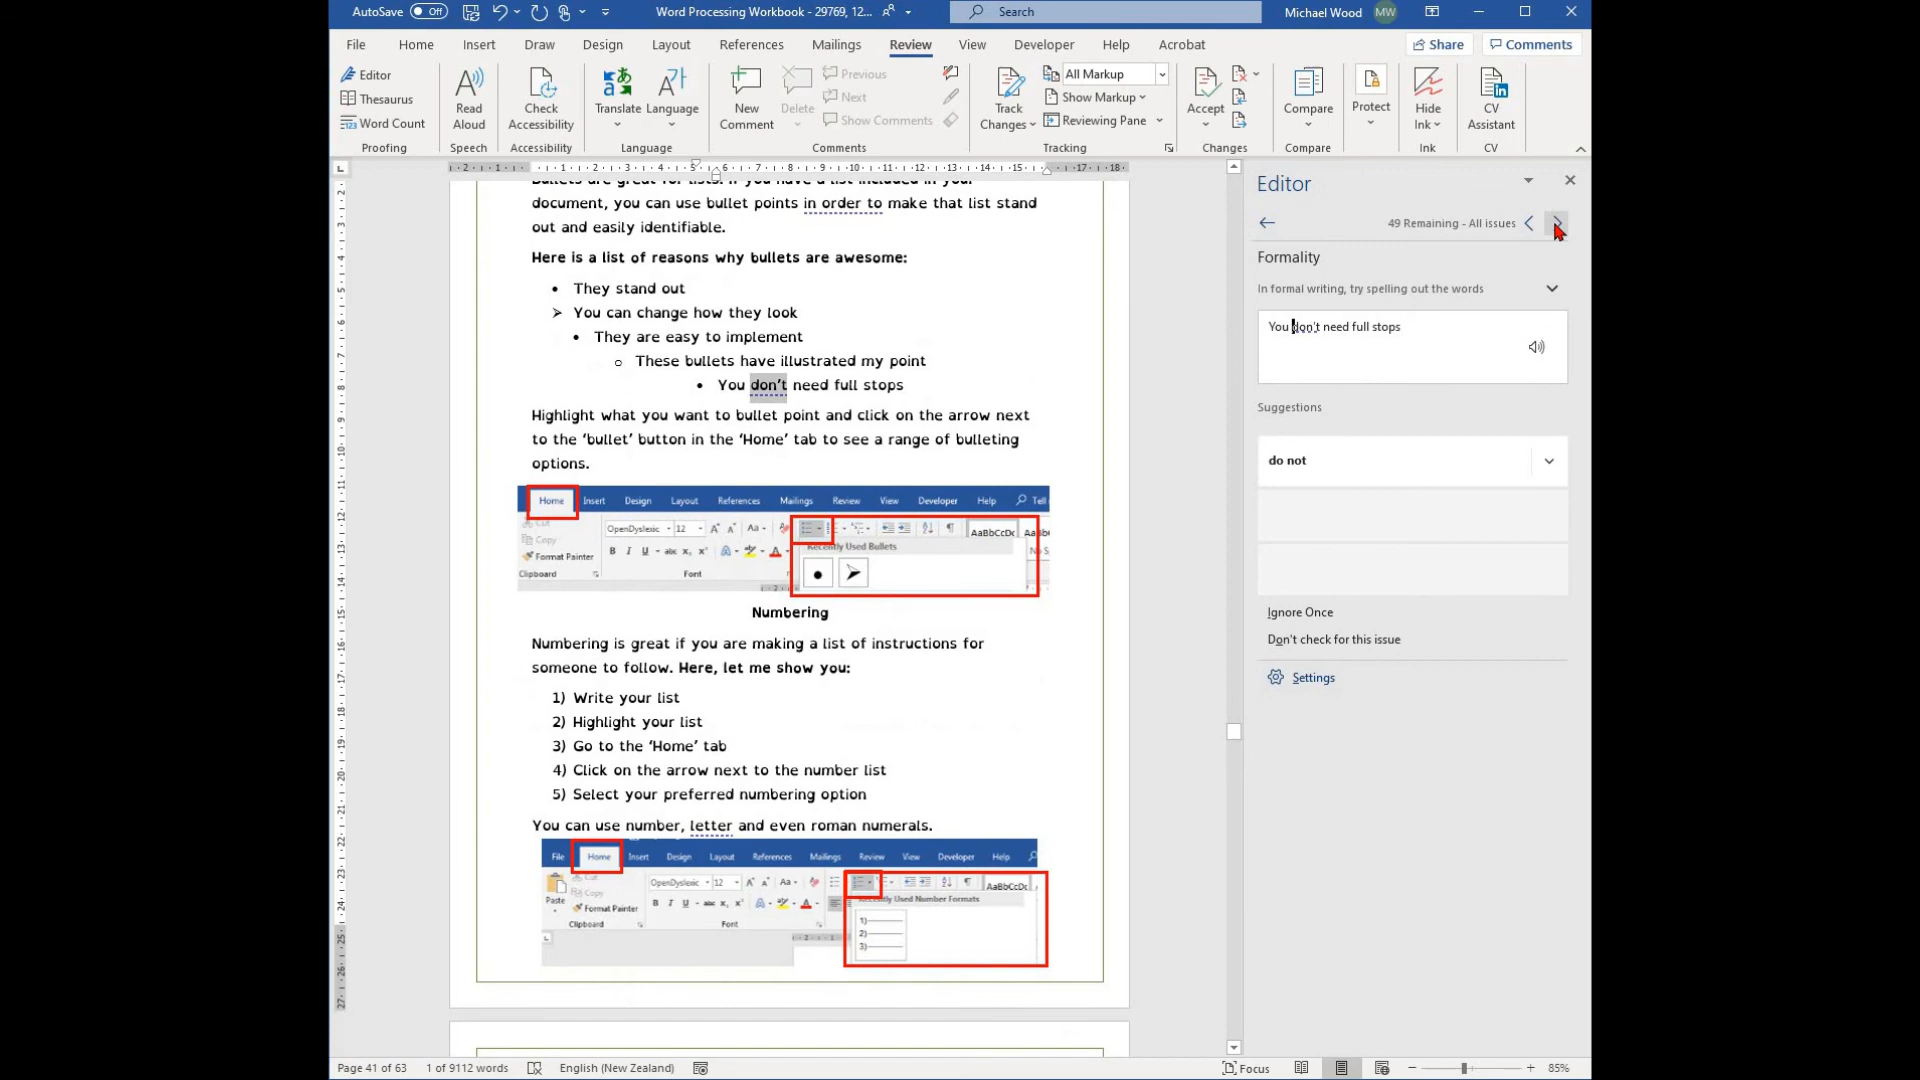 AutoSave Off Word Processing Workbook - 29769, 12... Search Michael Wood MW
File Home Insert Draw Design Layout References Mailings Review View Developer Help Acrobat Share Comments
Editor
Thesaurus
Word Count
Proofing
Read Aloud
Speech
Check Accessibility
Accessibility
Translate Language
Language
New Comment
Delete
Previous
Next
Show Comments
Comments
Track Changes
All Markup
Show Markup
Reviewing Pane
Tracking
Accept
Changes
Compare
Compare
Protect
Hide Ink
Ink
CV Assistant
CV
document, you can use bullet points in order to make that list stand
out and easily identifiable.
Here is a list of reasons why bullets are awesome:
• They stand out
➢ You can change how they look
• They are easy to implement
o These bullets have illustrated my point
• You don’t need full stops
Highlight what you want to bullet point and click on the arrow next
to the ‘bullet’ button in the ‘Home’ tab to see a range of bulleting
options.
Home Insert Design Layout References Mailings Review View Developer Help Tell
Cut
Copy
Format Painter
Clipboard
OpenDyslexic 12
Font
Recently Used Bullets
AaBbCcDc
Numbering
Numbering is great if you are making a list of instructions for
someone to follow. Here, let me show you:
1) Write your list
2) Highlight your list
3) Go to the ‘Home’ tab
4) Click on the arrow next to the number list
5) Select your preferred numbering option
You can use number, letter and even roman numerals.
File Home Insert Design Layout References Mailings Review View Developer Help
Paste
Copy
Format Painter
Clipboard
OpenDyslexic 12
Font
AaBbCcDc
Recently Used Number Formats
1)
2)
3)
Editor
49 Remaining - All issues
Formality
In formal writing, try spelling out the words
You don't need full stops
Suggestions
do not
Ignore Once
Don't check for this issue
Settings
Page 41 of 63 1 of 9112 words English (New Zealand) Focus 85%